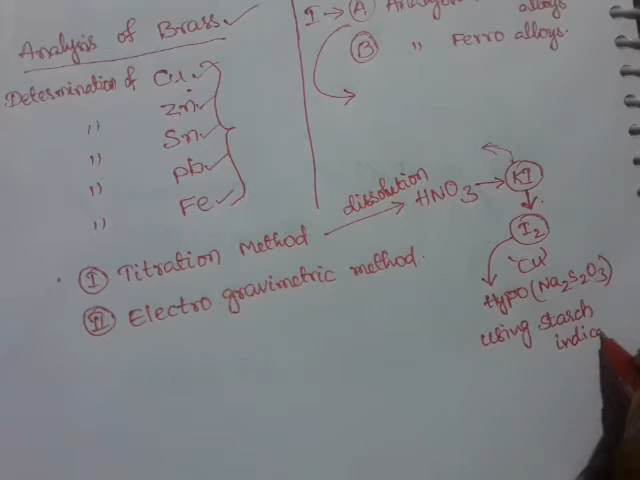 Analysis of Brass
Determination of Cu
" Zn
" Sn
" Pb
" Fe
I → A alloys
B " Ferro alloys.
I Titration Method dissolution HNO3 → KI
I2
"Cu"
Hypo (Na2S2O3)
using starch
indica
II Electro gravimetric method.